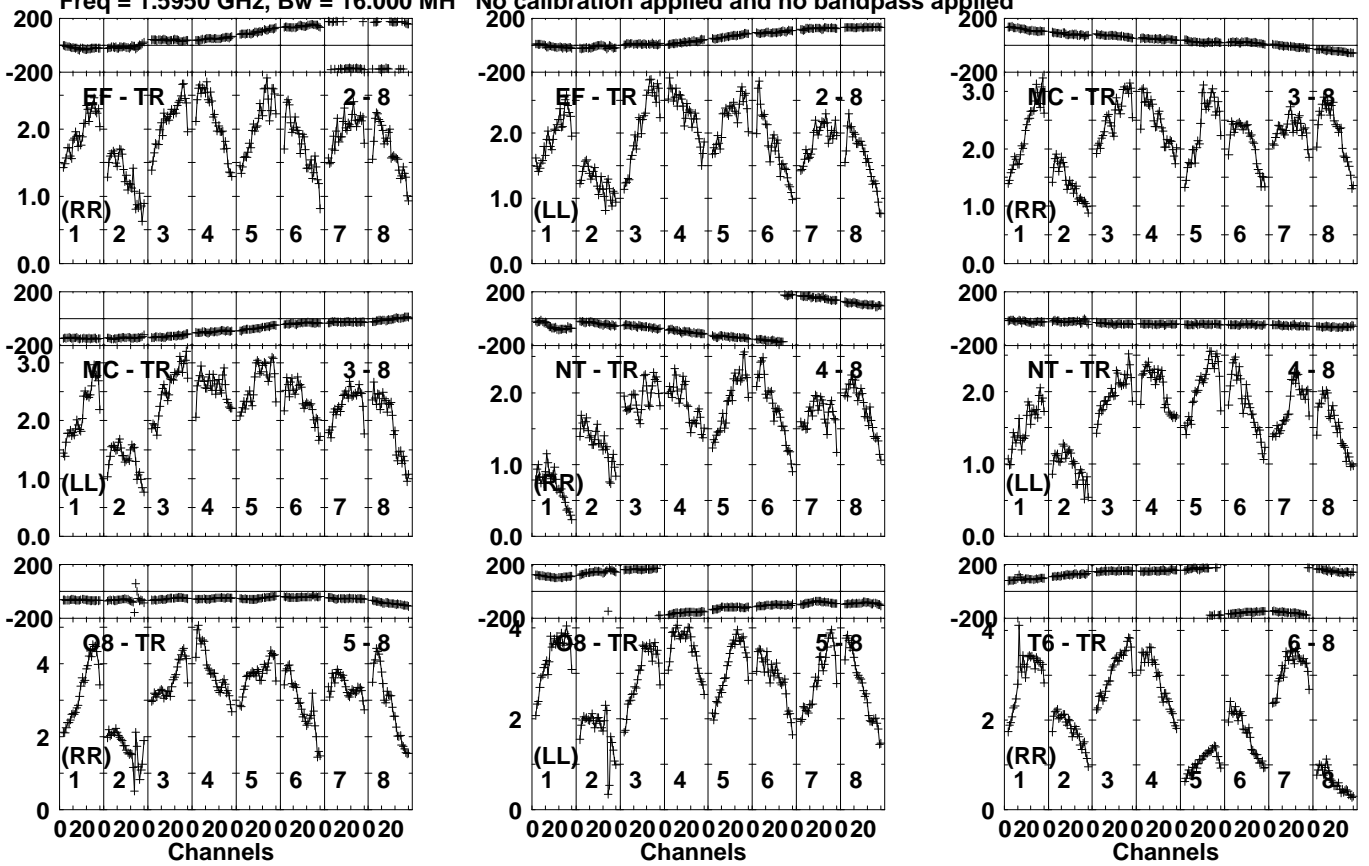 Freq = 1.5950 GHz, Bw = 16.000 MH No calibration applied and no bandpass applied
200 200 200
-200 -200 -200
EF - TR 2 - 8 EF - TR 2 - 8 MC - TR 3 - 8
3.0
2.0 2.0 2.0
1.0 1.0 1.0
(RR) (LL) (RR)
1 2 3 4 5 6 7 8 1 2 3 4 5 6 7 8 1 2 3 4 5 6 7 8
0.0 0.0 0.0
200 200 200
-200 -200 -200
MC - TR 3 - 8 NT - TR 4 - 8 NT - TR 4 - 8
3.0
2.0 2.0 2.0
1.0 1.0 1.0
(LL) (RR) (LL)
1 2 3 4 5 6 7 8 1 2 3 4 5 6 7 8 1 2 3 4 5 6 7 8
0.0 0.0 0.0
200 200 200
-200 -200 -200
O8 - TR 5 - 8 O8 - TR 5 - 8 T6 - TR 6 - 8
4 4 4
2 2 2
(RR) (LL) (RR)
1 2 3 4 5 6 7 8 1 2 3 4 5 6 7 8 1 2 3 4 5 6 7 8
0 0 0
0 20 0 20 0 20 0 20 0 20 0 20 0 20 0 20 0 20 0 20 0 20 0 20 0 20 0 20 0 20 0 20 0 20 0 20 0 20 0 20 0 20 0 20 0 20 0 20
Channels Channels Channels